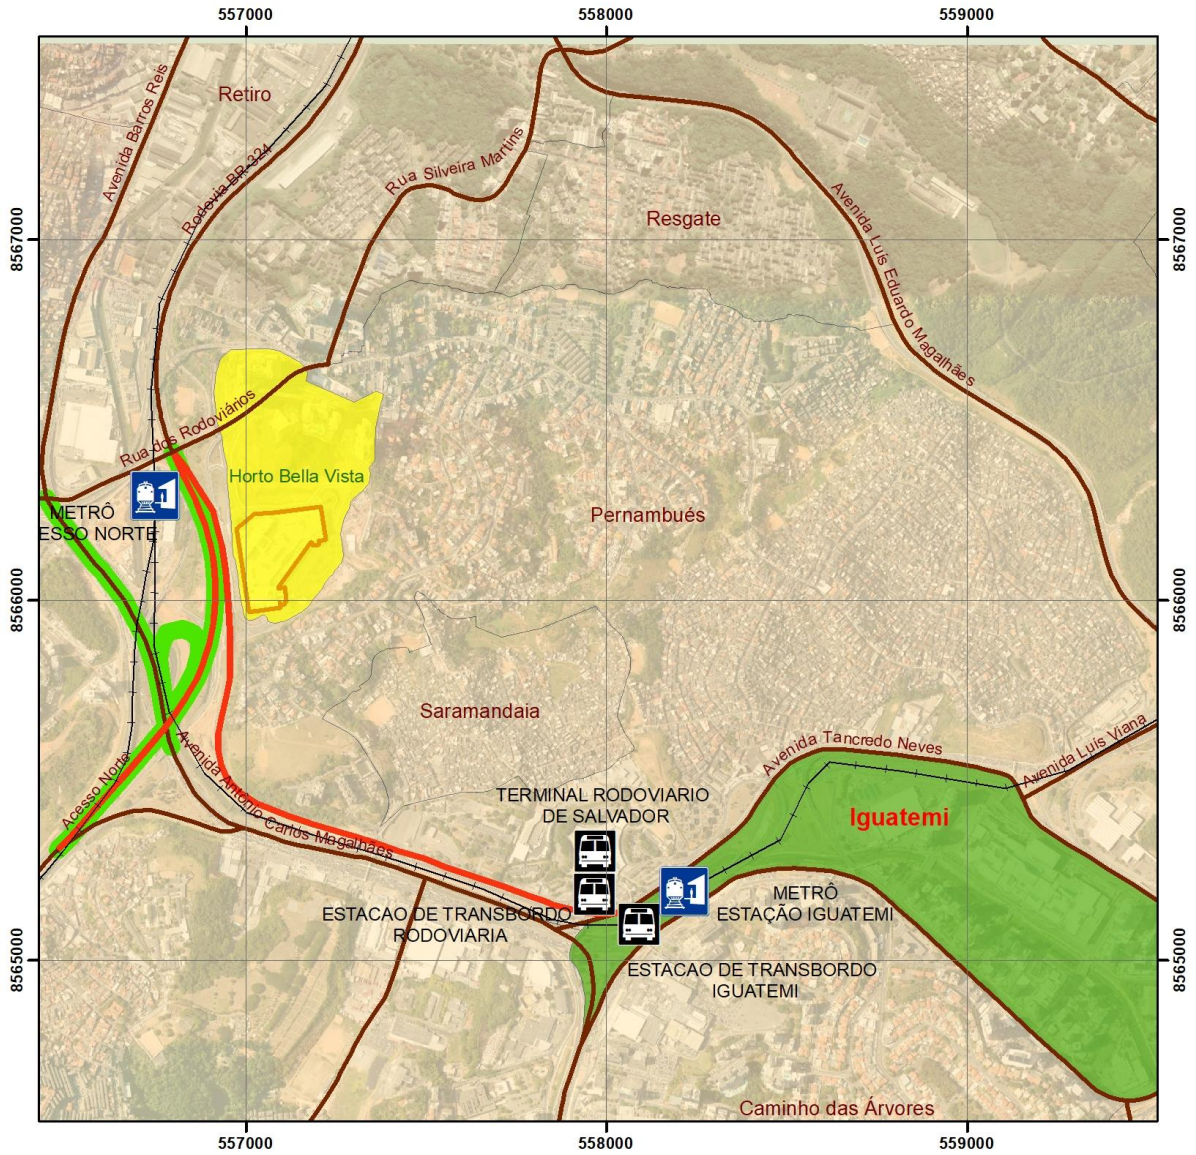 557000
558000
559000
Retiro
Avenida Barros Reis
Rodovia BR-324
Rua Silveira Martins
Resgate
Avenida Luis Eduardo Magalhães
8567000
8567000
Rua dos Rodoviários
Horto Bella Vista
METRÔ
ESSO NORTE
Pernambués
8566000
8566000
Saramandaia
Avenida Tancredo Neves
Avenida Luis Viana
Acesso Norte
Avenida Antônio Carlos Magalhães
TERMINAL RODOVIARIO
DE SALVADOR
Iguatemi
METRÔ
ESTAÇÃO IGUATEMI
ESTACAO DE TRANSBORDO
RODOVIARIA
8565000
8565000
ESTACAO DE TRANSBORDO
IGUATEMI
Caminho das Árvores
557000
558000
559000